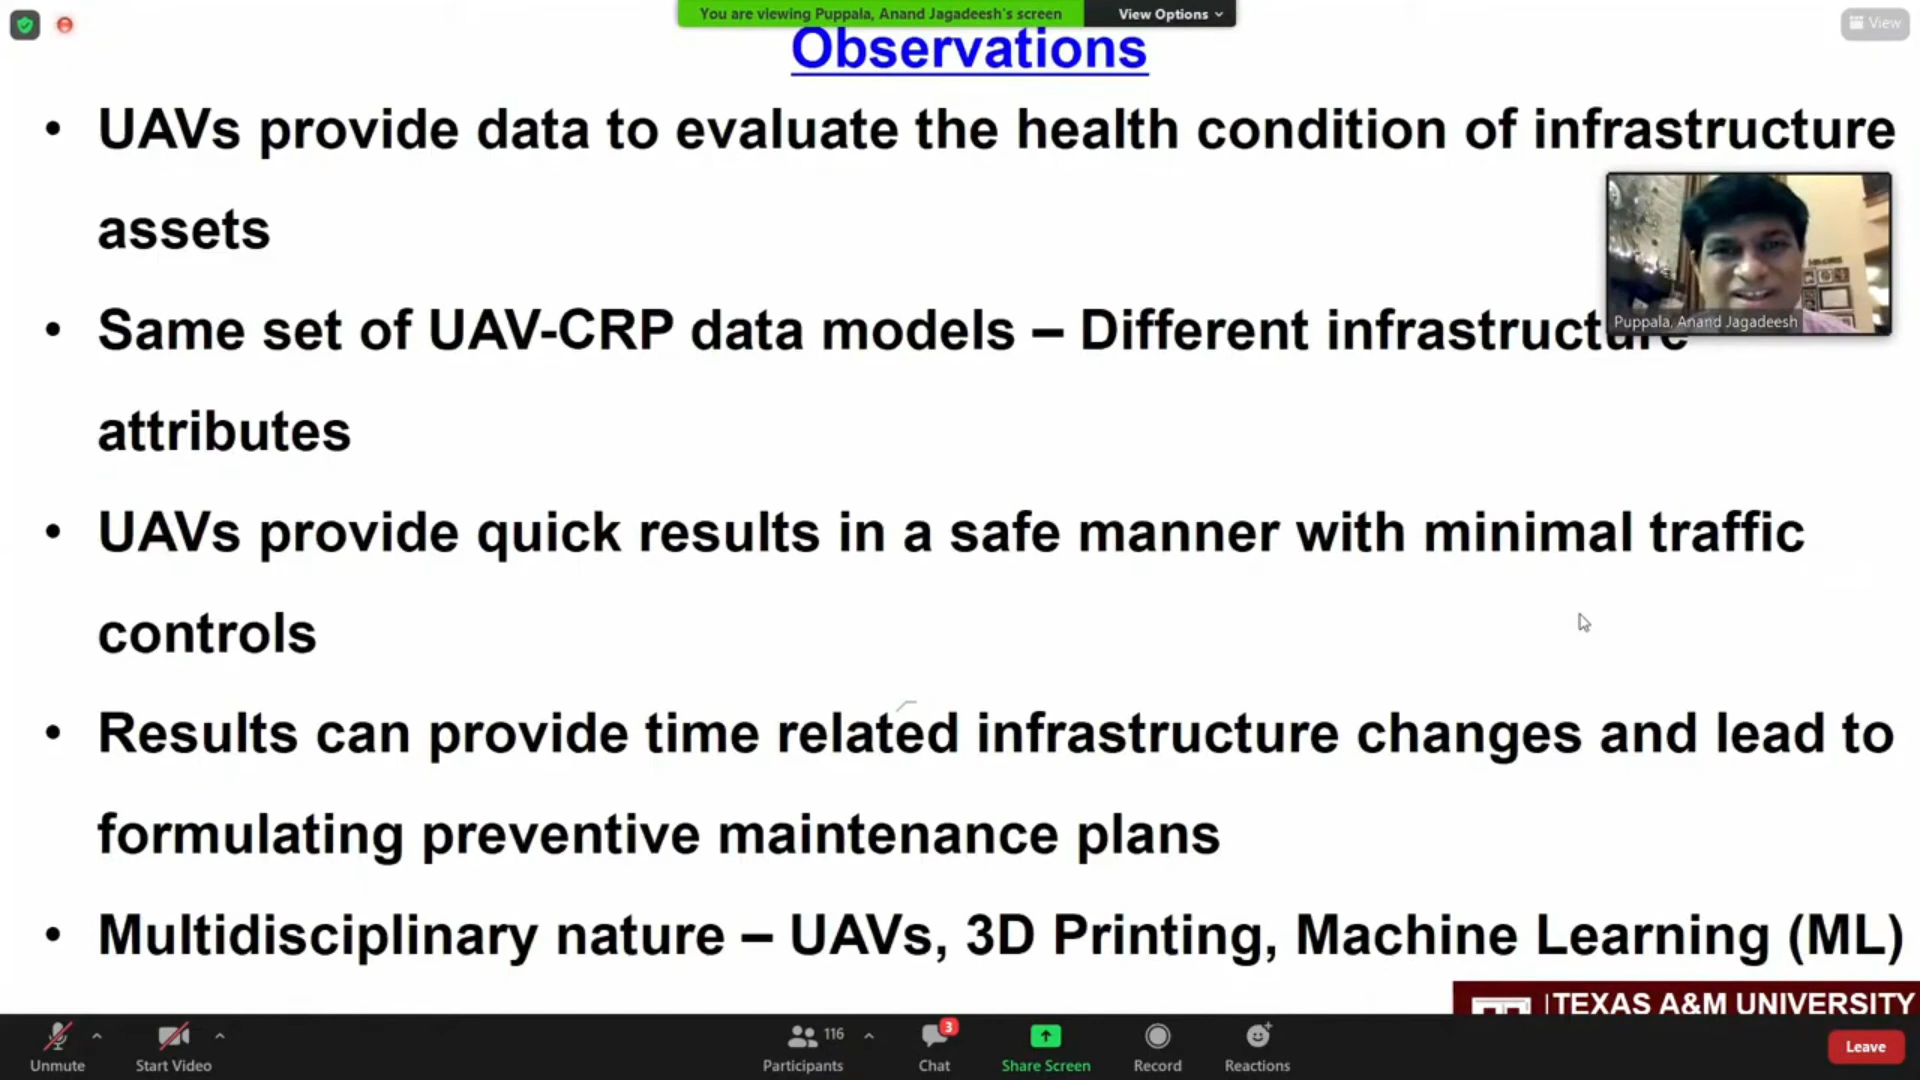 You are viewing Puppala, Anand Jagadeesh's screen
View Options
View
Observations
• UAVs provide data to evaluate the health condition of infrastructure
assets
• Same set of UAV-CRP data models – Different infrastructure
Puppala, Anand Jagadeesh
attributes
• UAVs provide quick results in a safe manner with minimal traffic
controls
• Results can provide time related infrastructure changes and lead to
formulating preventive maintenance plans
• Multidisciplinary nature – UAVs, 3D Printing, Machine Learning (ML)
TEXAS A&M UNIVERSITY
116
3
Unmute
Start Video
Participants
Chat
Share Screen
Record
Reactions
Leave